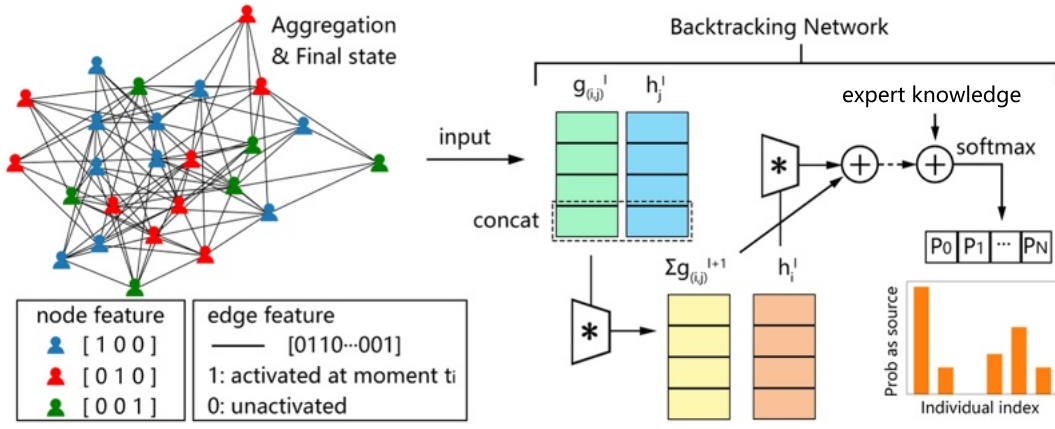 Aggregation
& Final state
node feature
[ 1 0 0 ]
[ 0 1 0 ]
[ 0 0 1 ]
edge feature
[0110···001]
1: activated at moment ti
0: unactivated
input
Backtracking Network
g(i,j)^l
hj^l
concat
*
Σg(i,j)^l+1
hi^l
*
+
+
expert knowledge
softmax
P0 P1 ··· PN
Prob as source
Individual index